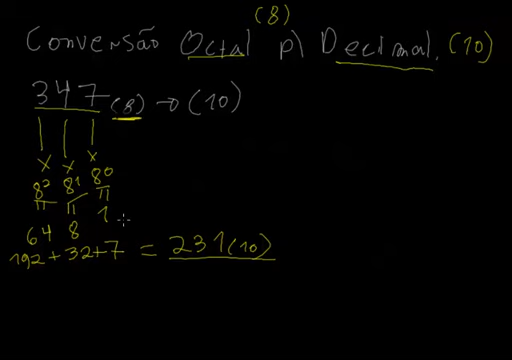 (8)
Conversão Octal p\ Decimal. (10)
347(8) → (10)
x x x
8² 8¹ 8⁰
= = =
64 8 1
192 + 32 + 7 = 231(10)